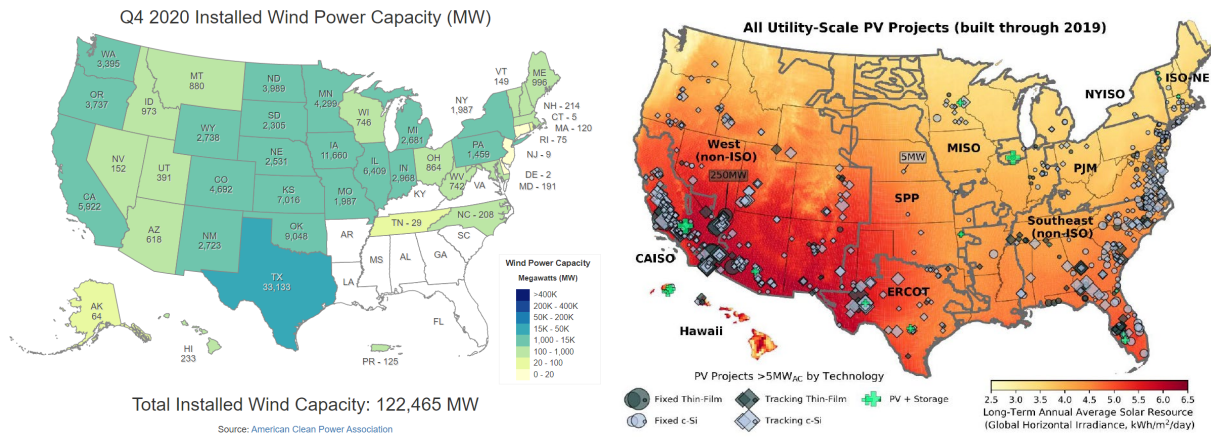 Q4 2020 Installed Wind Power Capacity (MW)
WA
3,395
OR
3,737
CA
5,922
NV
152
ID
973
MT
880
WY
2,738
UT
391
AZ
618
CO
4,692
NM
2,723
ND
3,989
SD
2,305
NE
2,531
KS
7,016
OK
9,048
TX
33,133
MN
4,299
IA
11,660
MO
1,987
AR
LA
WI
746
IL
6,409
MI
2,681
IN
2,968
OH
864
KY
TN - 29
MS
AL
GA
FL
SC
NC - 208
WV
742
VA
PA
1,459
NY
1,987
VT
149
ME
996
NH - 214
CT - 5
MA - 120
RI - 75
NJ - 9
DE - 2
MD - 191
AK
64
HI
233
PR - 125
Wind Power Capacity
Megawatts (MW)
>400K
200K - 400K
50K - 200K
15K - 50K
1,000 - 15K
100 - 1,000
20 - 100
0 - 20
Total Installed Wind Capacity: 122,465 MW
Source: American Clean Power Association
All Utility-Scale PV Projects (built through 2019)
ISO-NE
NYISO
MISO
PJM
West
(non-ISO)
250MW
5MW
SPP
Southeast
(non-ISO)
CAISO
ERCOT
Hawaii
PV Projects >5MWAC by Technology
Fixed Thin-Film
Tracking Thin-Film
PV + Storage
Fixed c-Si
Tracking c-Si
2.5 3.0 3.5 4.0 4.5 5.0 5.5 6.0 6.5
Long-Term Annual Average Solar Resource
(Global Horizontal Irradiance, kWh/m²/day)